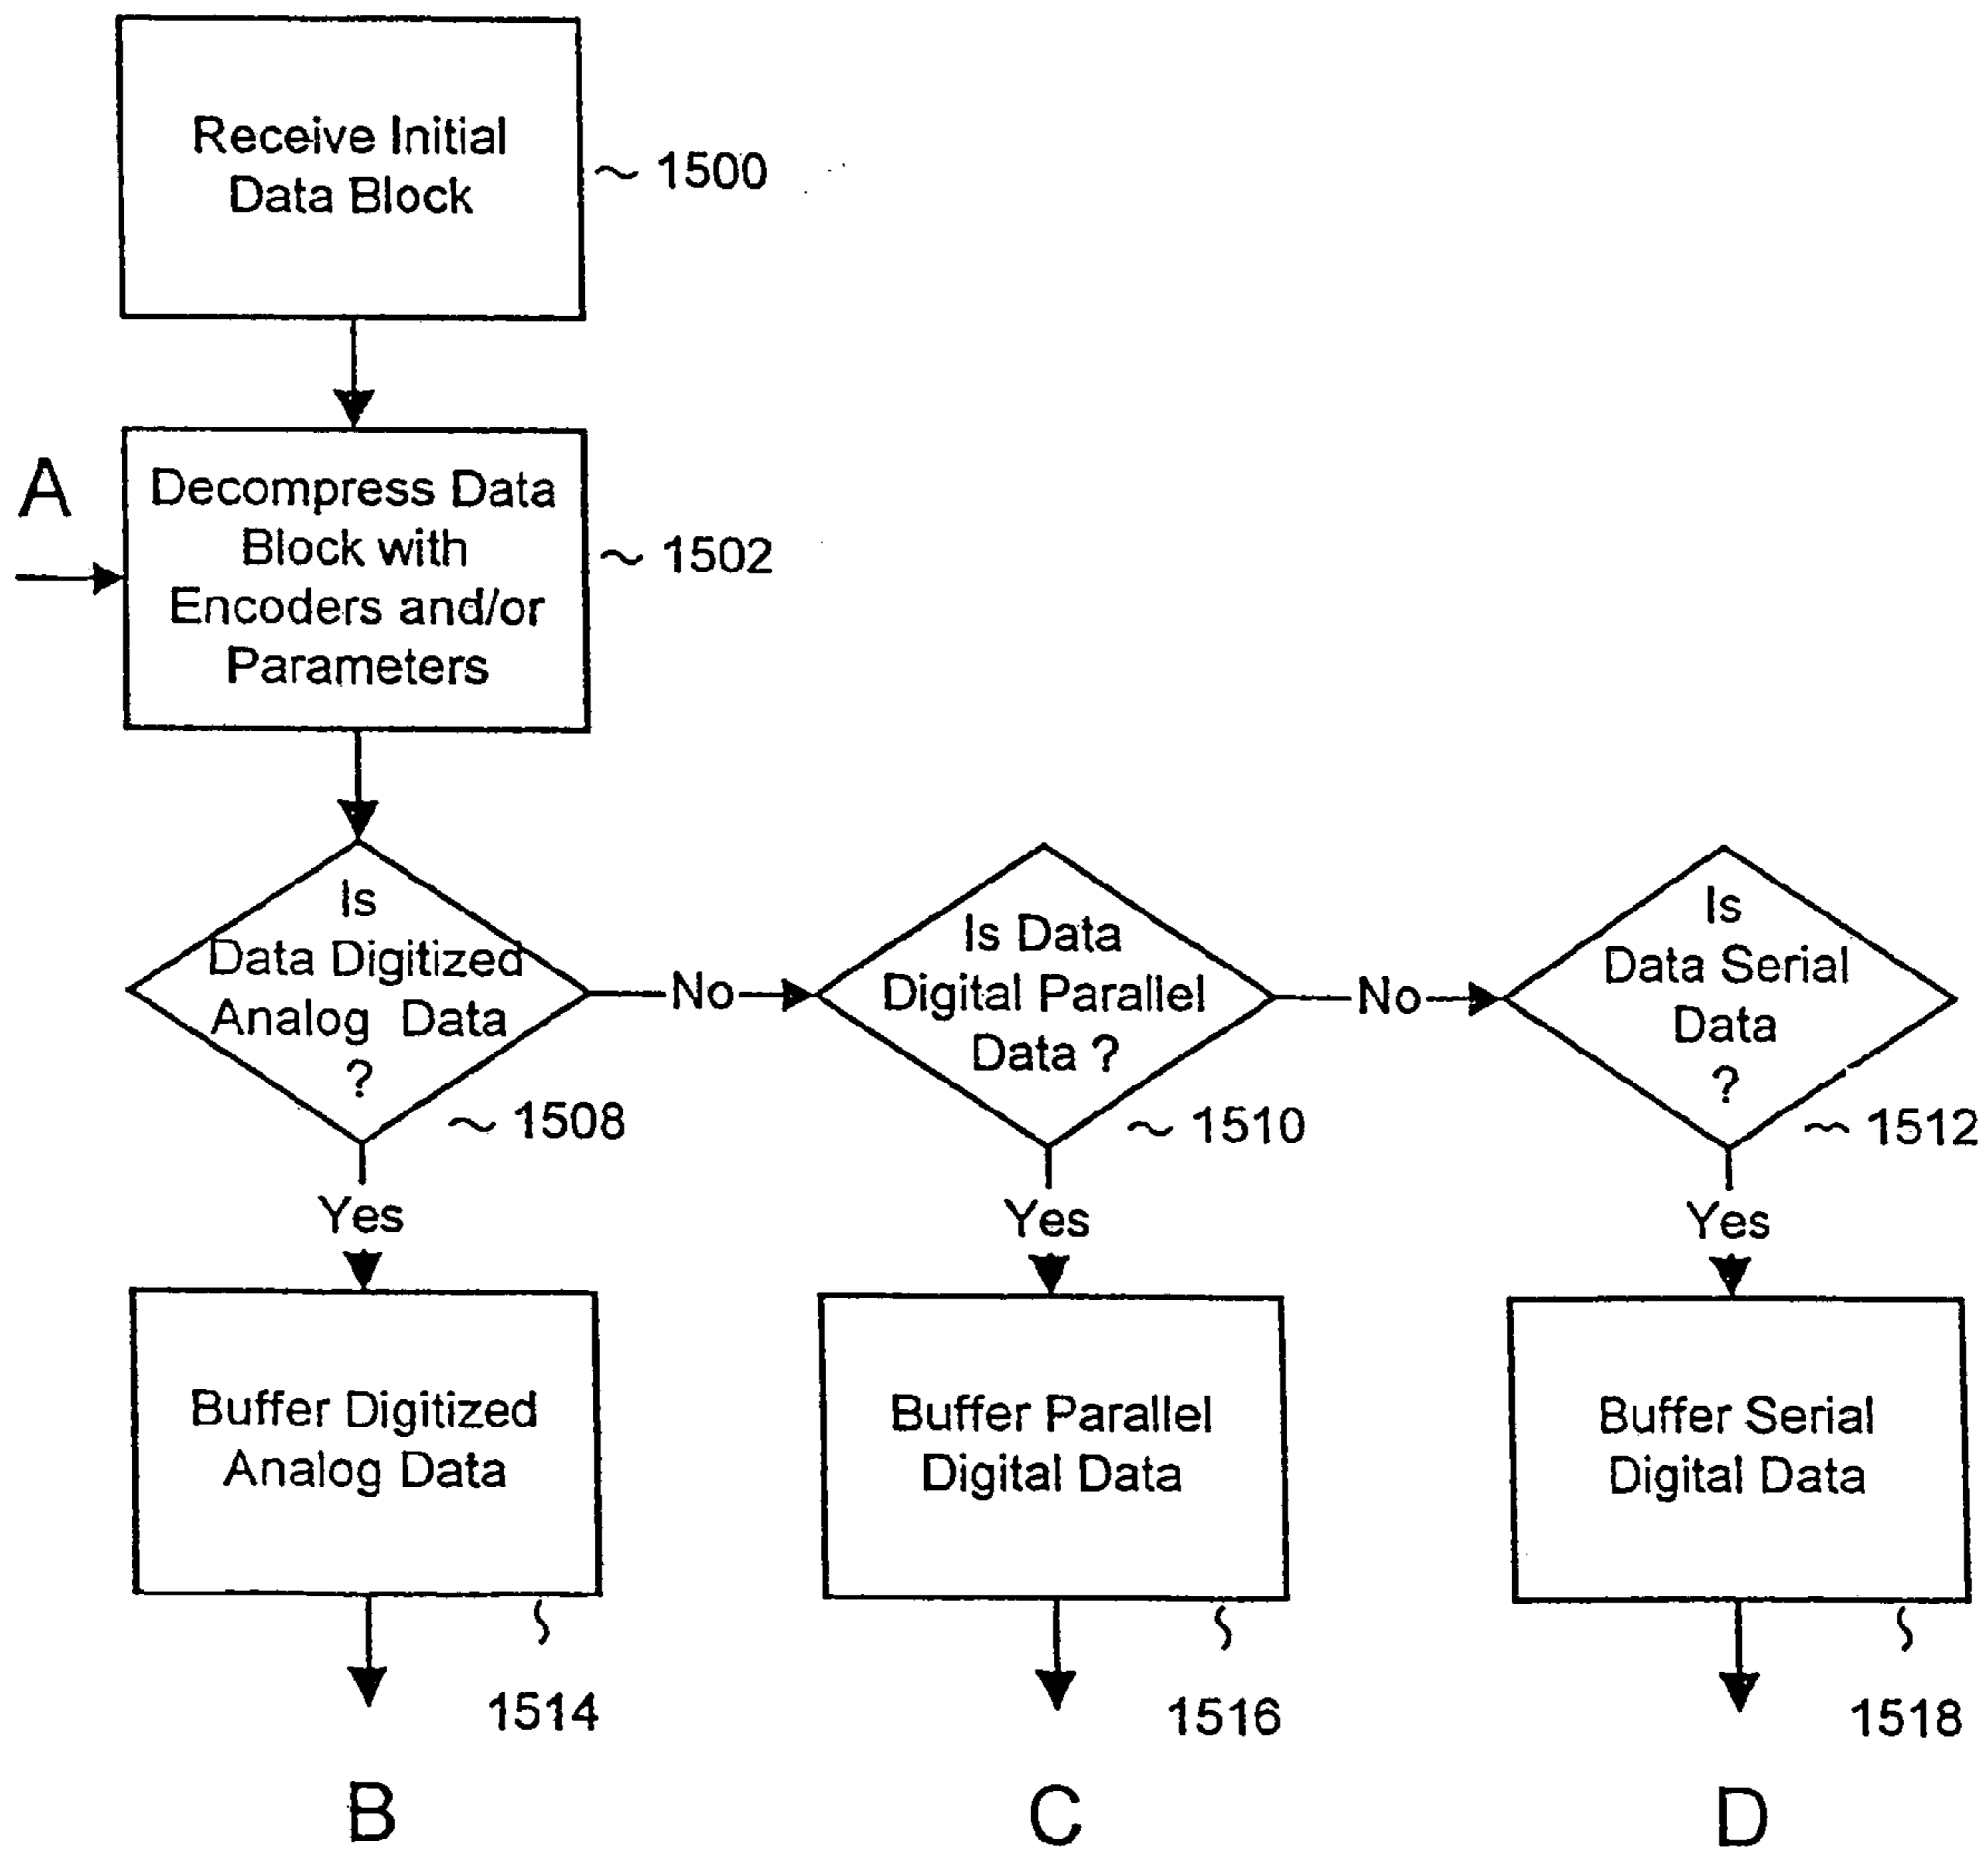 Receive Initial
Data Block
~ 1500
A
Decompress Data
Block with
Encoders and/or
Parameters
~ 1502
Is
Data Digitized
Analog Data
?
~ 1508
No
Is Data
Digital Parallel
Data ?
~ 1510
No
Is
Data Serial
Data
?
~ 1512
Yes
Yes
Yes
Buffer Digitized
Analog Data
Buffer Parallel
Digital Data
Buffer Serial
Digital Data
1514
1516
1518
B
C
D